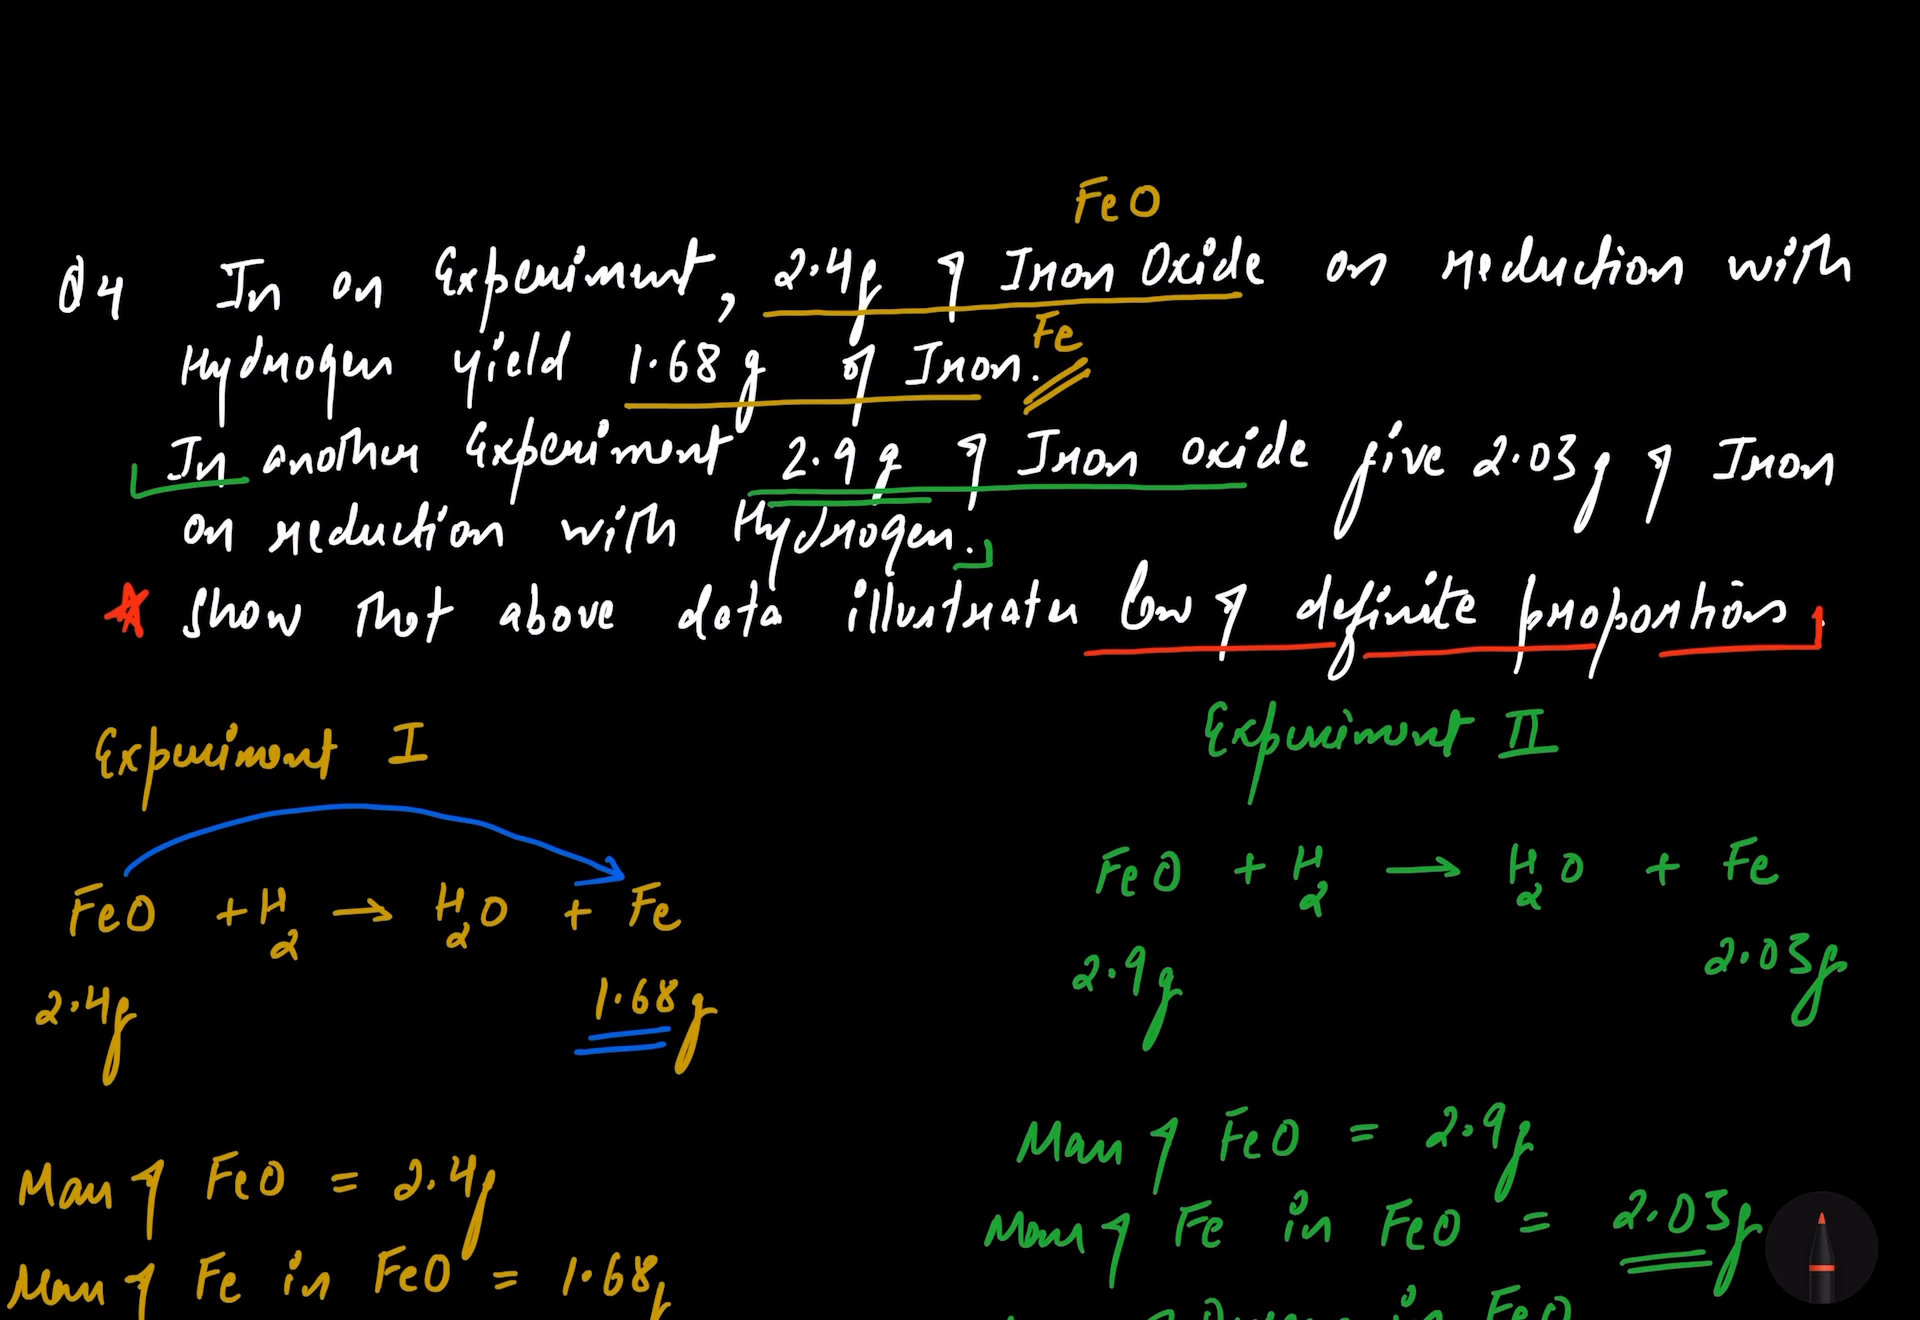 FeO
Q4 In an Experiment, 2.4g of Iron Oxide on reduction with
Hydrogen yield 1.68 g of Iron.
Fe
In another Experiment 2.9g of Iron oxide give 2.03g of Iron
on reduction with Hydrogen.
Show that above data illustrates law of definite proportions.
Experiment I
FeO + H2 → H2O + Fe
2.4g 1.68g
Mass of FeO = 2.4g
Mass of Fe in FeO = 1.68g
Experiment II
FeO + H2 → H2O + Fe
2.9g 2.03g
Mass of FeO = 2.9g
Mass of Fe in FeO = 2.03g
in FeO